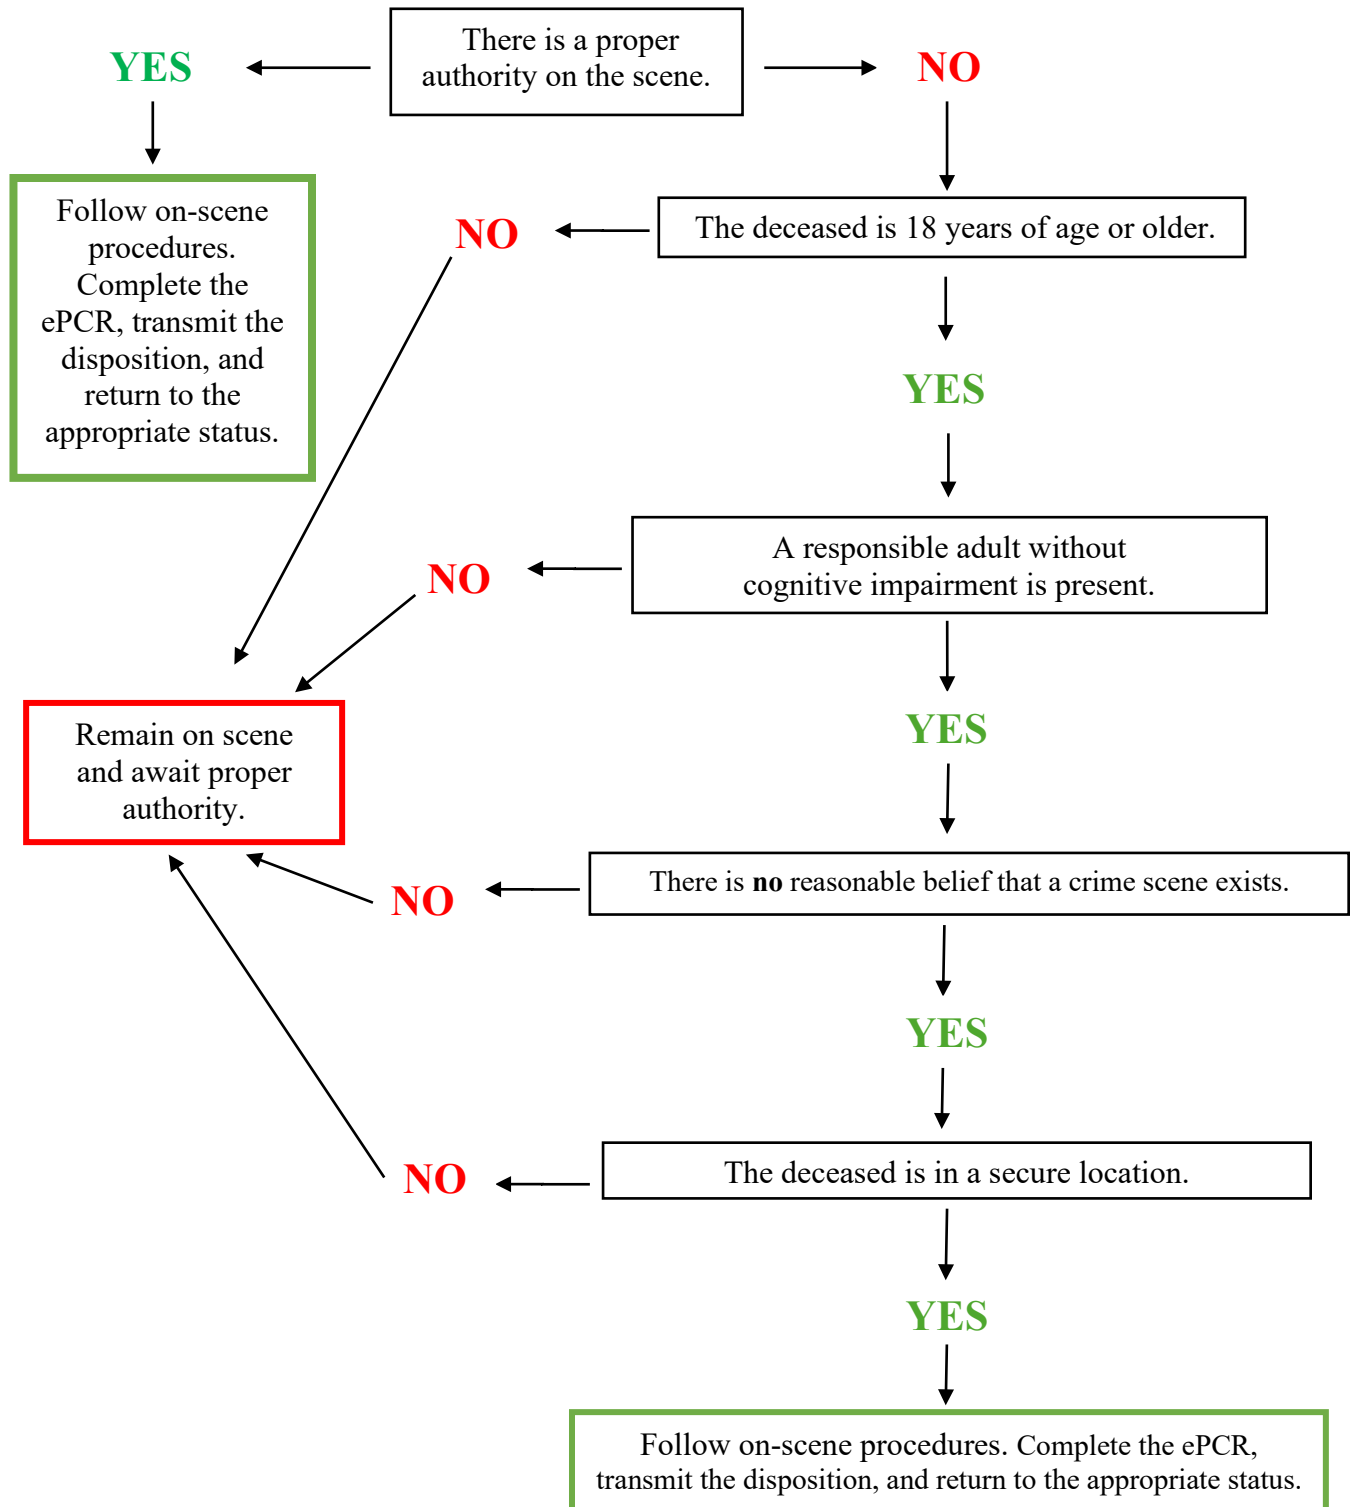 There is a proper
authority on the scene.
YES
NO
Follow on-scene
procedures.
Complete the
ePCR, transmit the
disposition, and
return to the
appropriate status.
NO
The deceased is 18 years of age or older.
YES
NO
A responsible adult without
cognitive impairment is present.
YES
Remain on scene
and await proper
authority.
NO
There is no reasonable belief that a crime scene exists.
YES
NO
The deceased is in a secure location.
YES
Follow on-scene procedures. Complete the ePCR,
transmit the disposition, and return to the appropriate status.